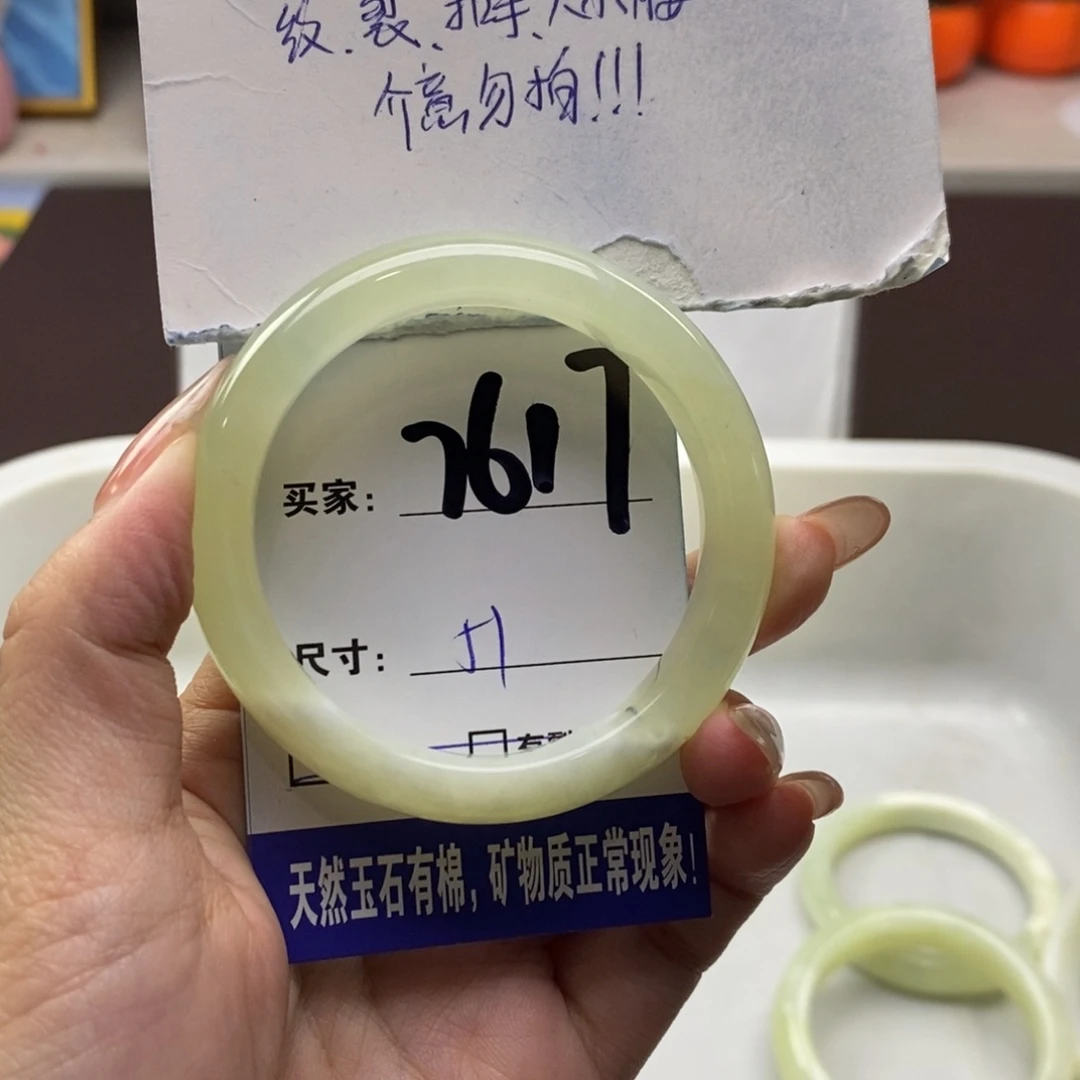 纹、裂、
介意勿拍!!!
买家: 7617
尺寸: 51
天然玉石有棉,矿物质正常现象!